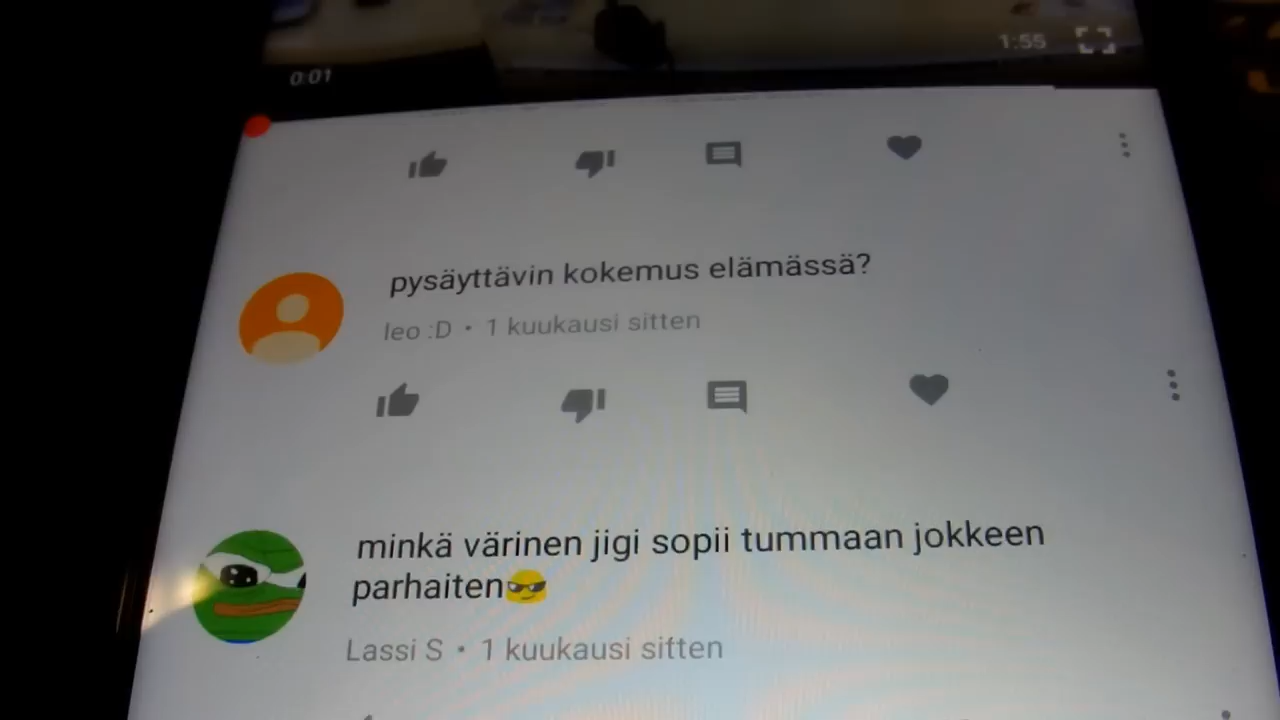 0:01
1:55
pysäyttävin kokemus elämässä?
leo :D • 1 kuukausi sitten
minkä värinen jigi sopii tummaan jokkeen
parhaiten😎
Lassi S • 1 kuukausi sitten